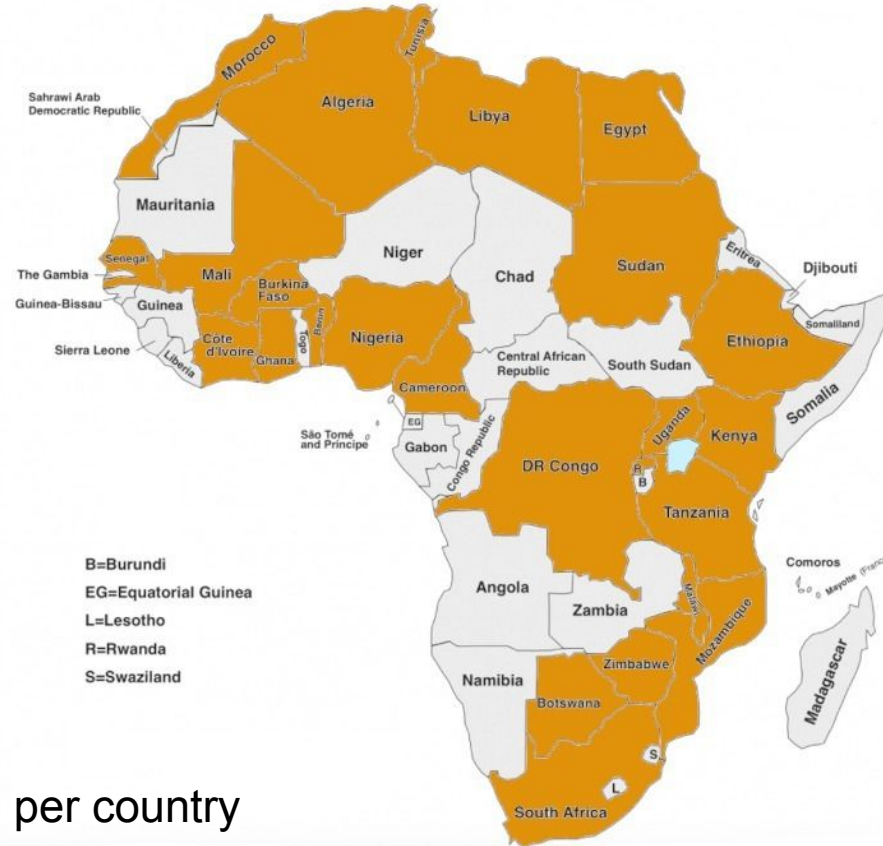 Morocco
Tunisia
Sahrawi Arab
Democratic Republic
Algeria
Libya
Egypt
Mauritania
Niger
Chad
Sudan
Eritrea
Djibouti
Senegal
The Gambia
Mali
Burkina
Faso
Guinea-Bissau
Guinea
Benin
Nigeria
Ethiopia
Somaliland
Côte
d'Ivoire
Ghana
Togo
Sierra Leone
Liberia
Central African
Republic
South Sudan
Somalia
Cameroon
São Tomé
and Príncipe
EG
Gabon
Congo Republic
DR Congo
Uganda
Kenya
R
B
Tanzania
B=Burundi
EG=Equatorial Guinea
L=Lesotho
R=Rwanda
S=Swaziland
Angola
Zambia
Malawi
Mozambique
Comoros
Mayotte
Madagascar
Namibia
Zimbabwe
Botswana
S
L
South Africa
per country